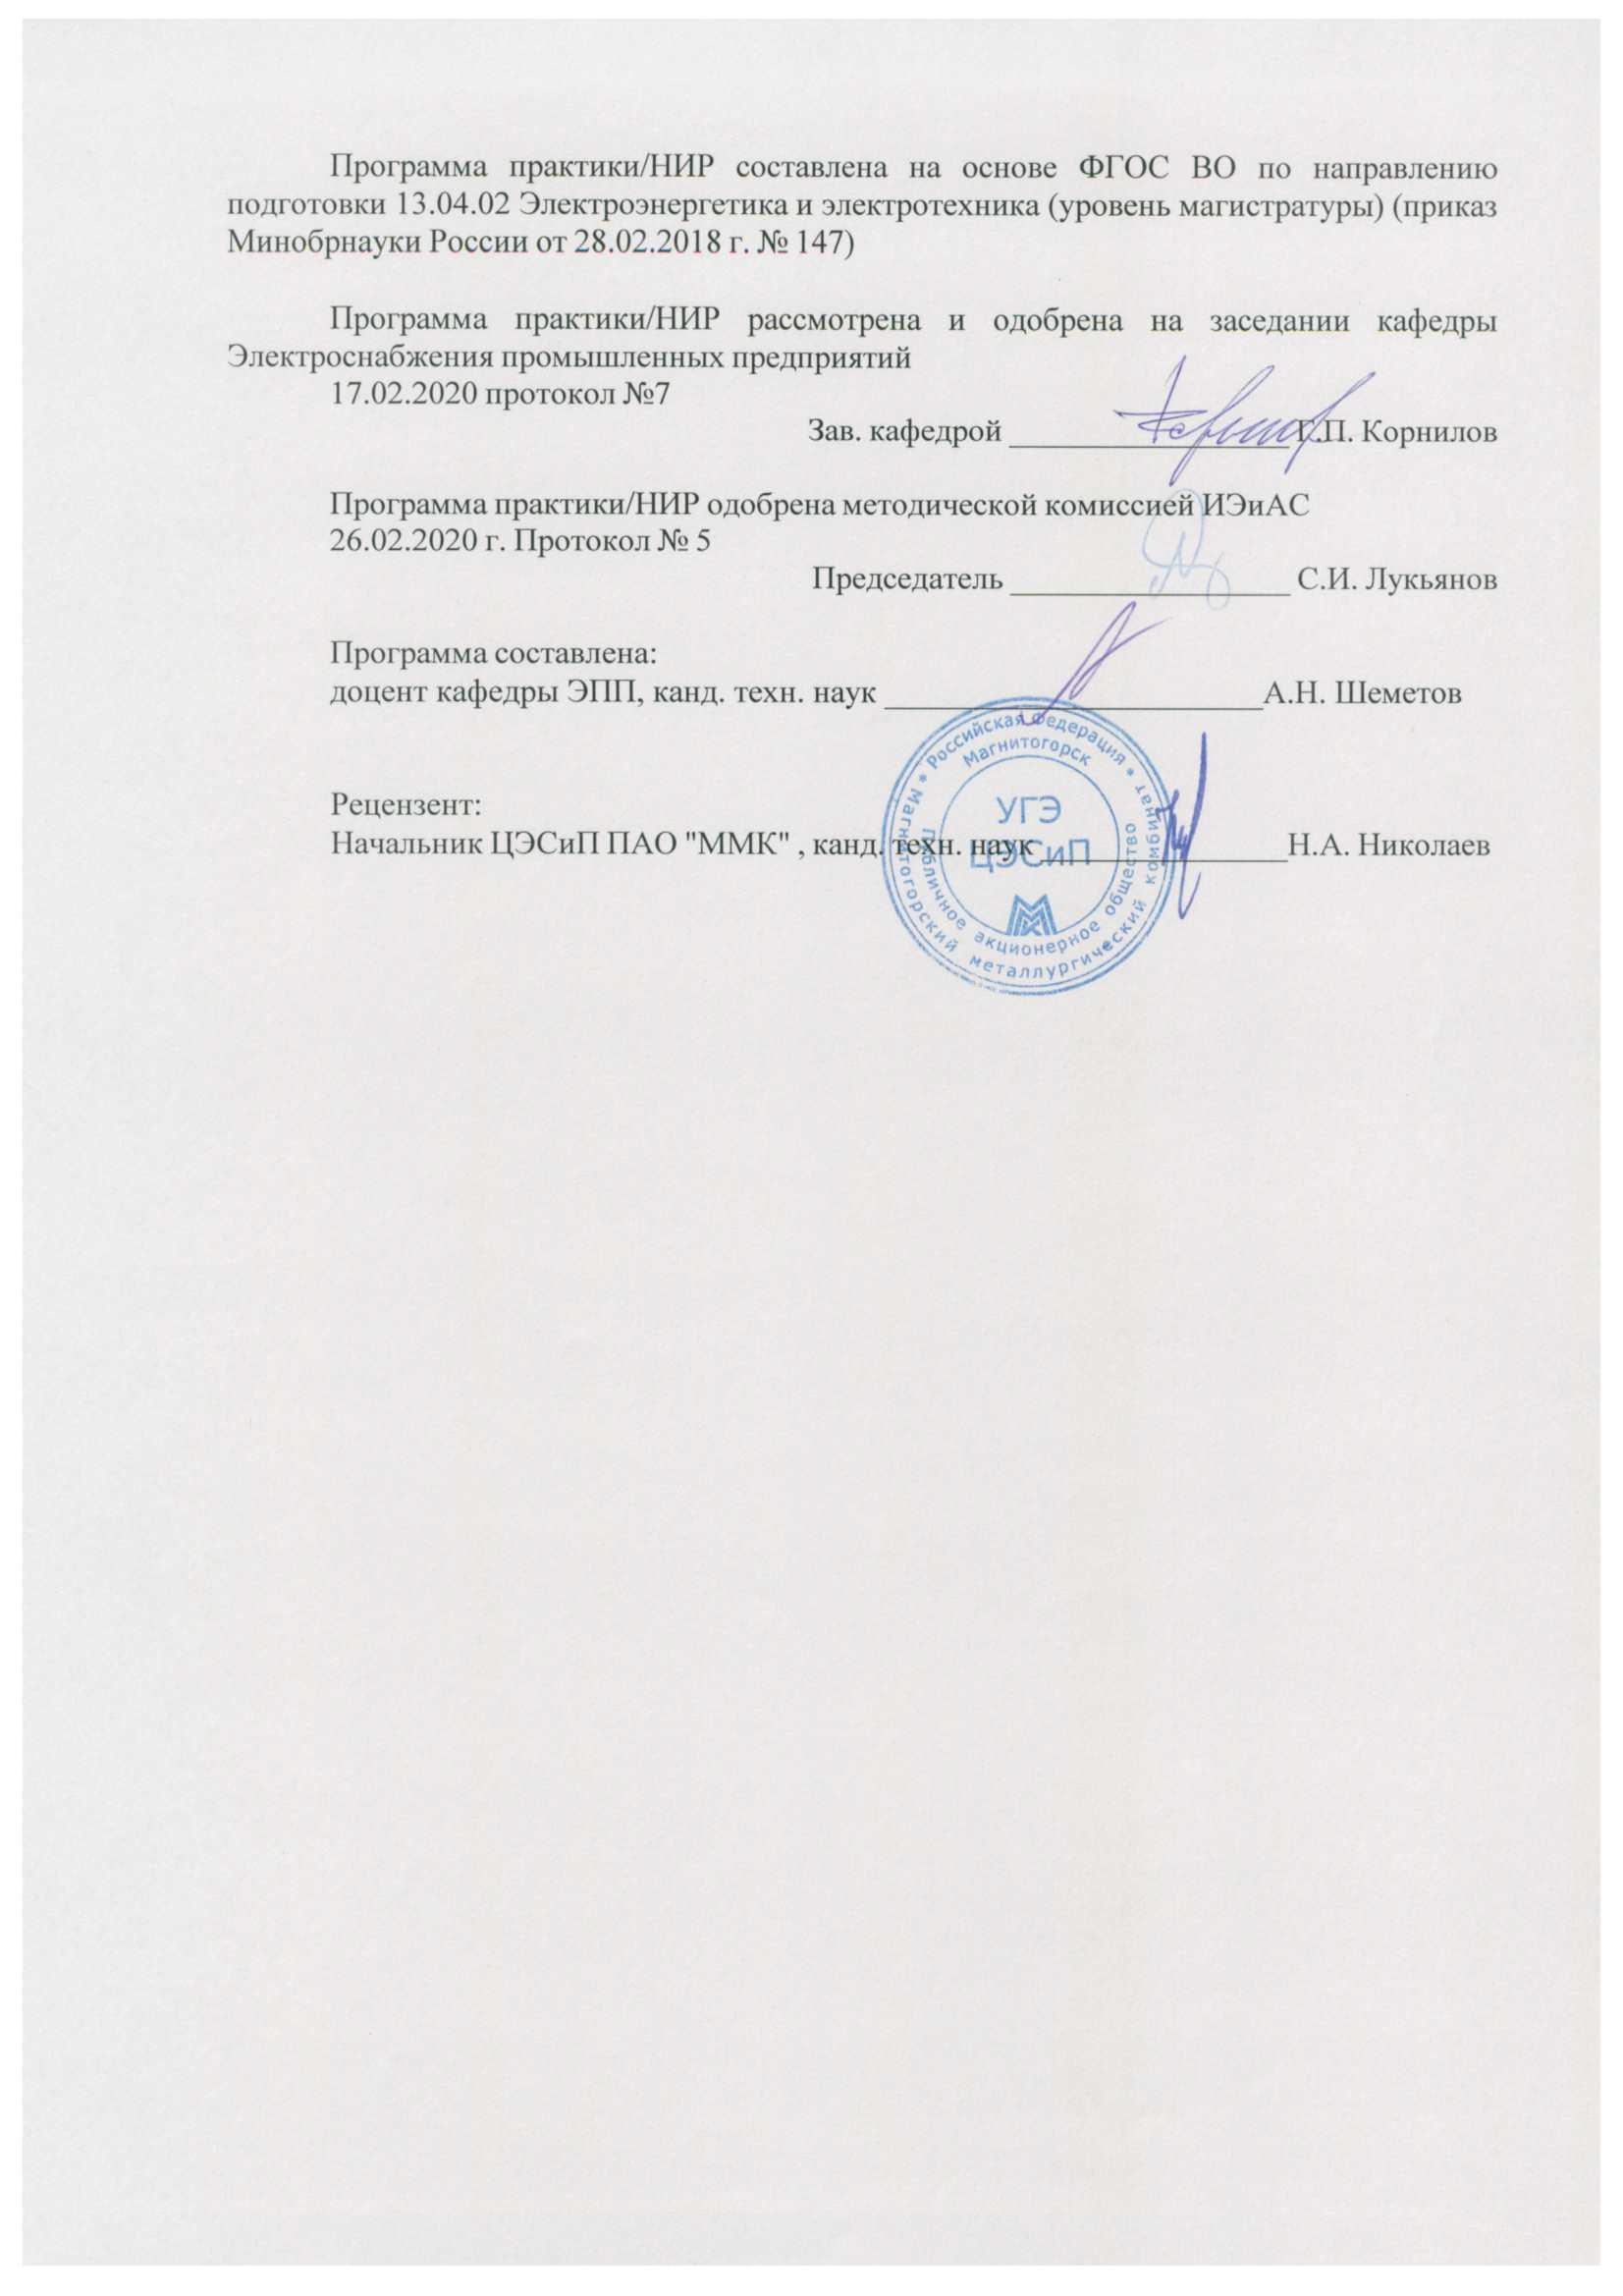 Программа практики/НИР составлена на основе ФГОС ВО по направлению
подготовки 13.04.02 Электроэнергетика и электротехника (уровень магистратуры) (приказ
Минобрнауки России от 28.02.2018 г. № 147)
Программа практики/НИР рассмотрена и одобрена на заседании кафедры
Электроснабжения промышленных предприятий
17.02.2020 протокол №7
Зав. кафедрой ____________________Г.П. Корнилов
Программа практики/НИР одобрена методической комиссией ИЭиАС
26.02.2020 г. Протокол № 5
Председатель ____________________ С.И. Лукьянов
Программа составлена:
доцент кафедры ЭПП, канд. техн. наук ___________________________А.Н. Шеметов
Рецензент:
Начальник ЦЭСиП ПАО "ММК" , канд. техн. наук __________________Н.А. Николаев
Российская Федерация * Магнитогорский металлургический комбинат *
Магнитогорск
Публичное акционерное общество
УГЭ
ЦЭСиП